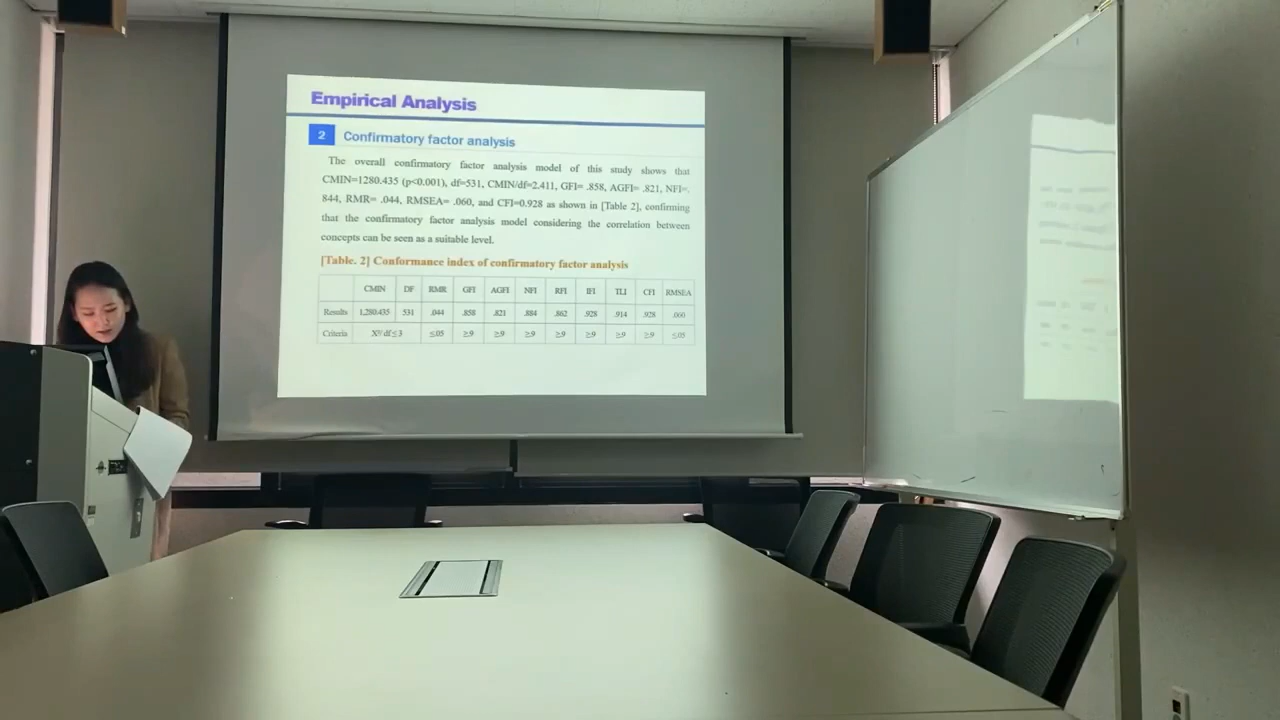 Empirical Analysis
2 Confirmatory factor analysis
The overall confirmatory factor analysis model of this study shows that
CMIN=1280.435 (p<0.001), df=531, CMIN/df=2.411, GFI= .858, AGFI= .821, NFI=.
844, RMR= .044, RMSEA= .060, and CFI=0.928 as shown in [Table 2], confirming
that the confirmatory factor analysis model considering the correlation between
concepts can be seen as a suitable level.
[Table. 2] Conformance index of confirmatory factor analysis
CMIN DF RMR GFI AGFI NFI RFI IFI TLI CFI RMSEA
Results 1,280.435 531 .044 .858 .821 .884 .862 .928 .914 .928 .060
Criteria X²/ df ≤ 3 ≤.05 ≥.9 ≥.9 ≥.9 ≥.9 ≥.9 ≥.9 ≥.9 ≤.05